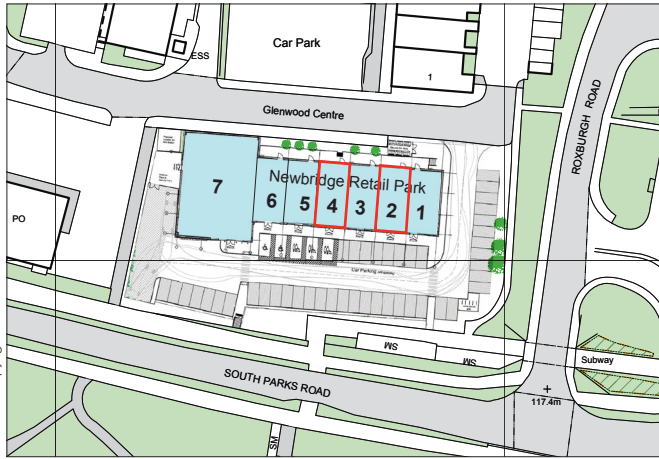 ESS
Car Park
1
Glenwood Centre
ROXBURGH ROAD
Newbridge Retail Park
7
6
5
4
3
2
1
PO
Car Parking
SM
SM
Subway
SOUTH PARKS ROAD
117.4m
SM